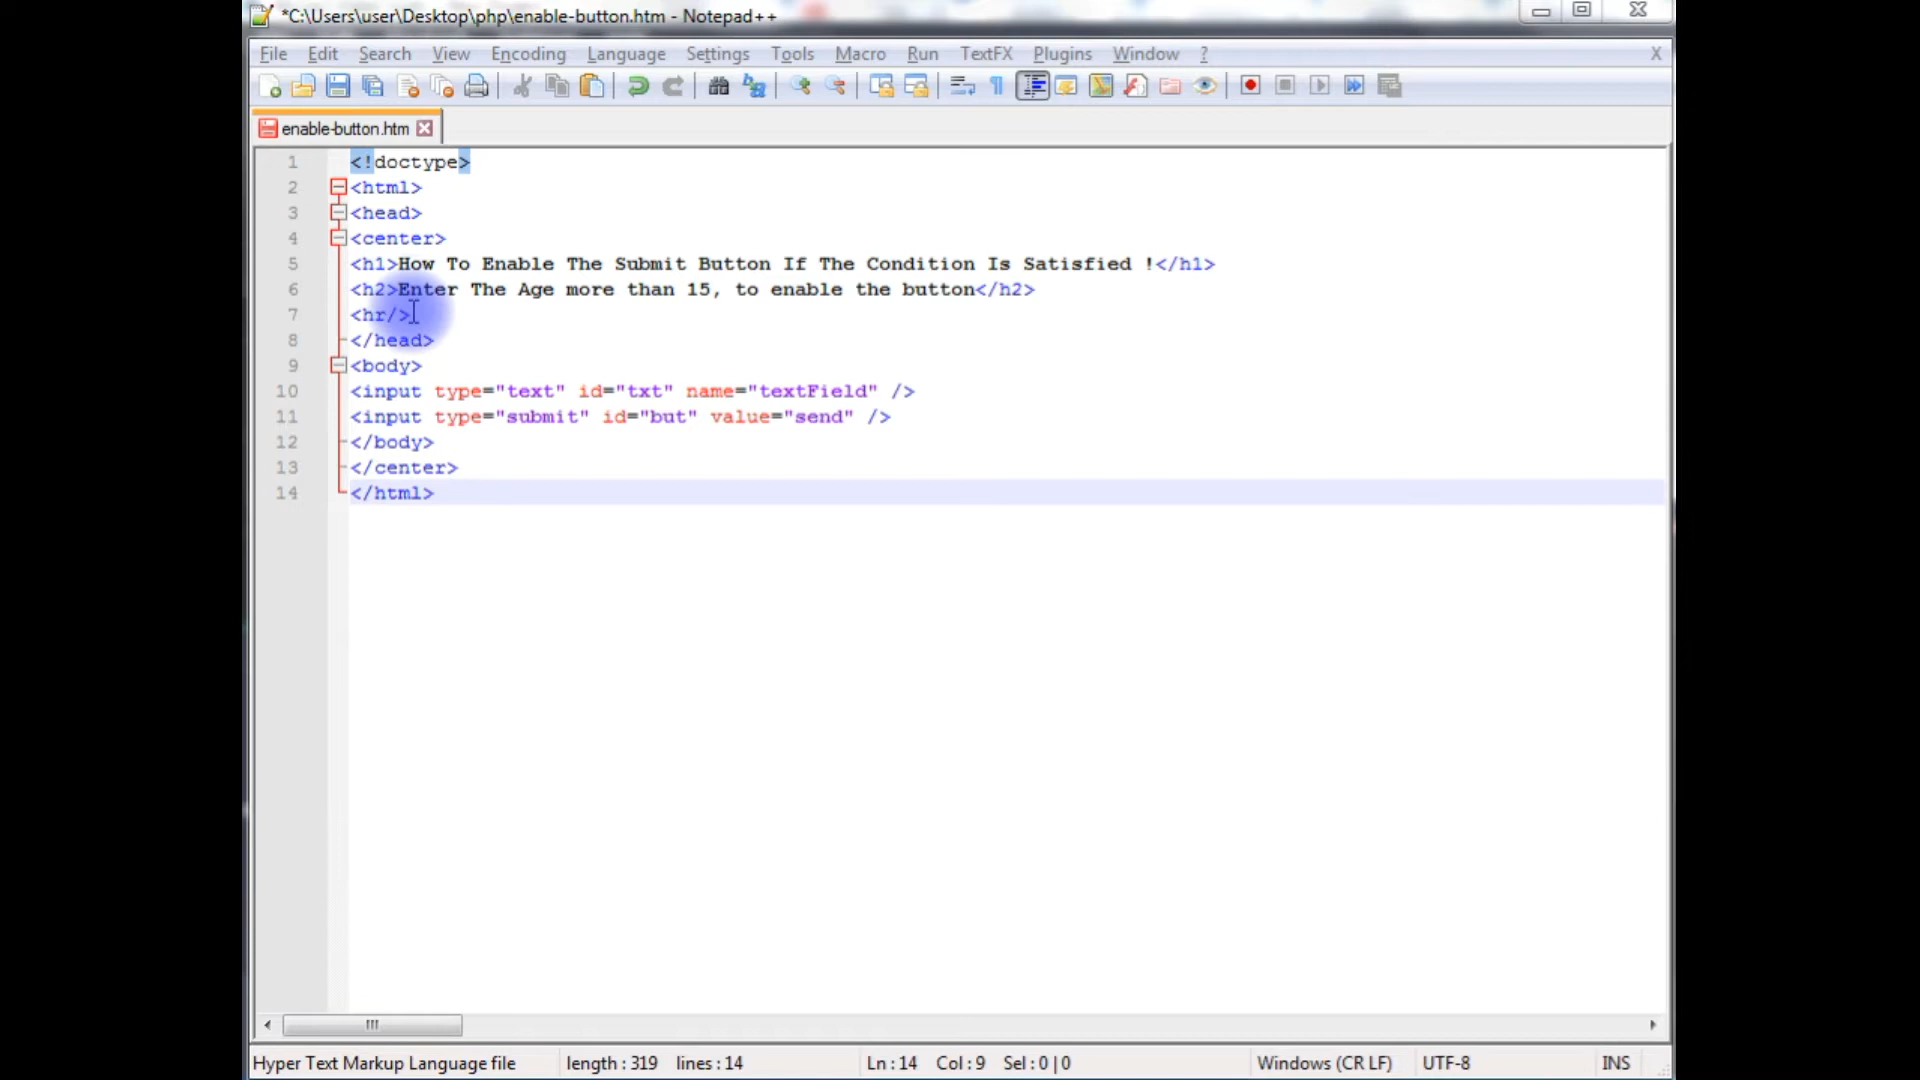 *C:\Users\user\Desktop\php\enable-button.htm - Notepad++
File Edit Search View Encoding Language Settings Tools Macro Run TextFX Plugins Window ? X
enable-button.htm
1 <!doctype>
2 <html>
3 <head>
4 <center>
5 <h1>How To Enable The Submit Button If The Condition Is Satisfied !</h1>
6 <h2>Enter The Age more than 15, to enable the button</h2>
7 <hr/>
8 </head>
9 <body>
10 <input type="text" id="txt" name="textField" />
11 <input type="submit" id="but" value="send" />
12 </body>
13 </center>
14 </html>
Hyper Text Markup Language file length : 319 lines : 14 Ln : 14 Col : 9 Sel : 0 | 0 Windows (CR LF) UTF-8 INS